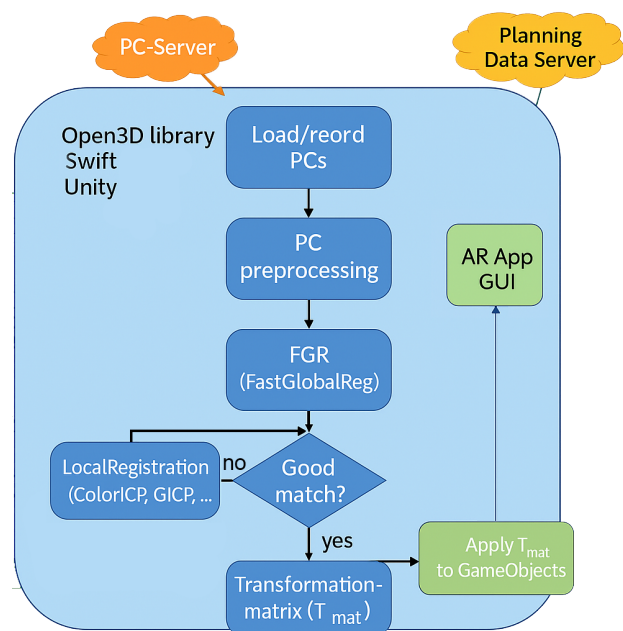 PC-Server
Planning
Data Server
Open3D library
Swift
Unity
Load/reord
PCs
PC
preprocessing
AR App
GUI
FGR
(FastGlobalReg)
LocalRegistration
(ColorICP, GICP, ...
no
Good
match?
yes
Apply Tmat
to GameObjects
Transformation-
matrix (T mat)